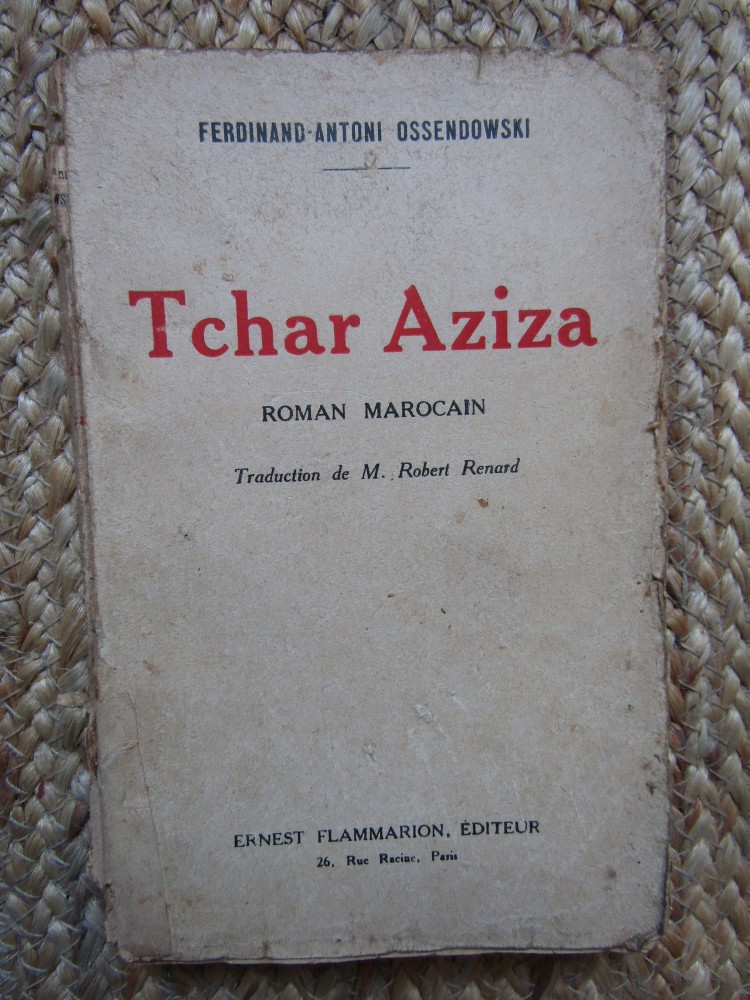 FERDINAND-ANTONI OSSENDOWSKI
Tchar Aziza
ROMAN MAROCAIN
Traduction de M. Robert Renard
ERNEST FLAMMARION, ÉDITEUR
26, Rue Racine, Paris